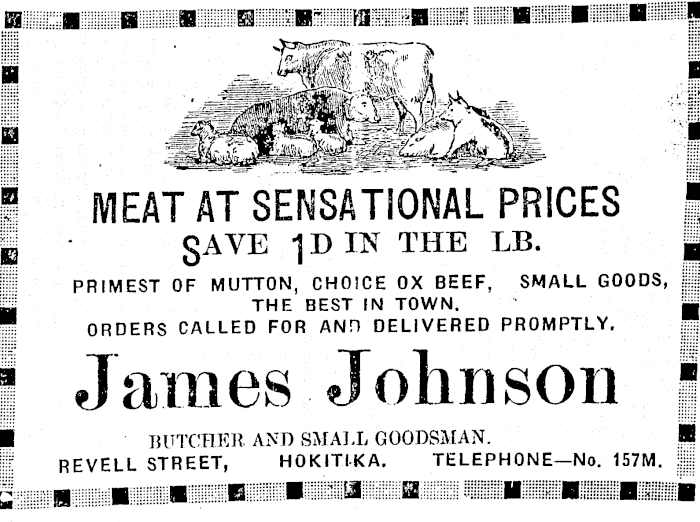 MEAT AT SENSATIONAL PRICES
SAVE 1D IN THE LB.
PRIMEST OF MUTTON, CHOICE OX BEEF, SMALL GOODS,
THE BEST IN TOWN.
ORDERS CALLED FOR AND DELIVERED PROMPTLY.
James Johnson
BUTCHER AND SMALL GOODSMAN.
REVELL STREET, HOKITIKA. TELEPHONE—No. 157M.